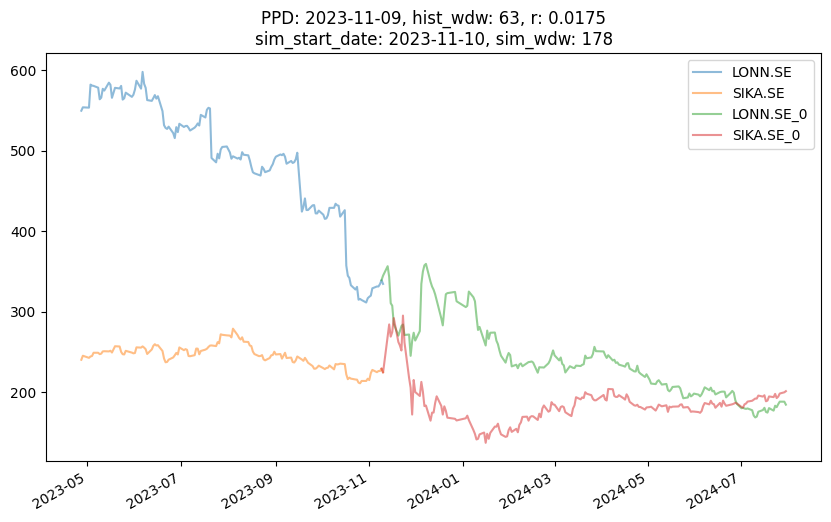 PPD: 2023-11-09, hist_wdw: 63, r: 0.0175
sim_start_date: 2023-11-10, sim_wdw: 178
600
500
400
300
200
LONN.SE
SIKA.SE
LONN.SE_0
SIKA.SE_0
2023-05
2023-07
2023-09
2023-11
2024-01
2024-03
2024-05
2024-07